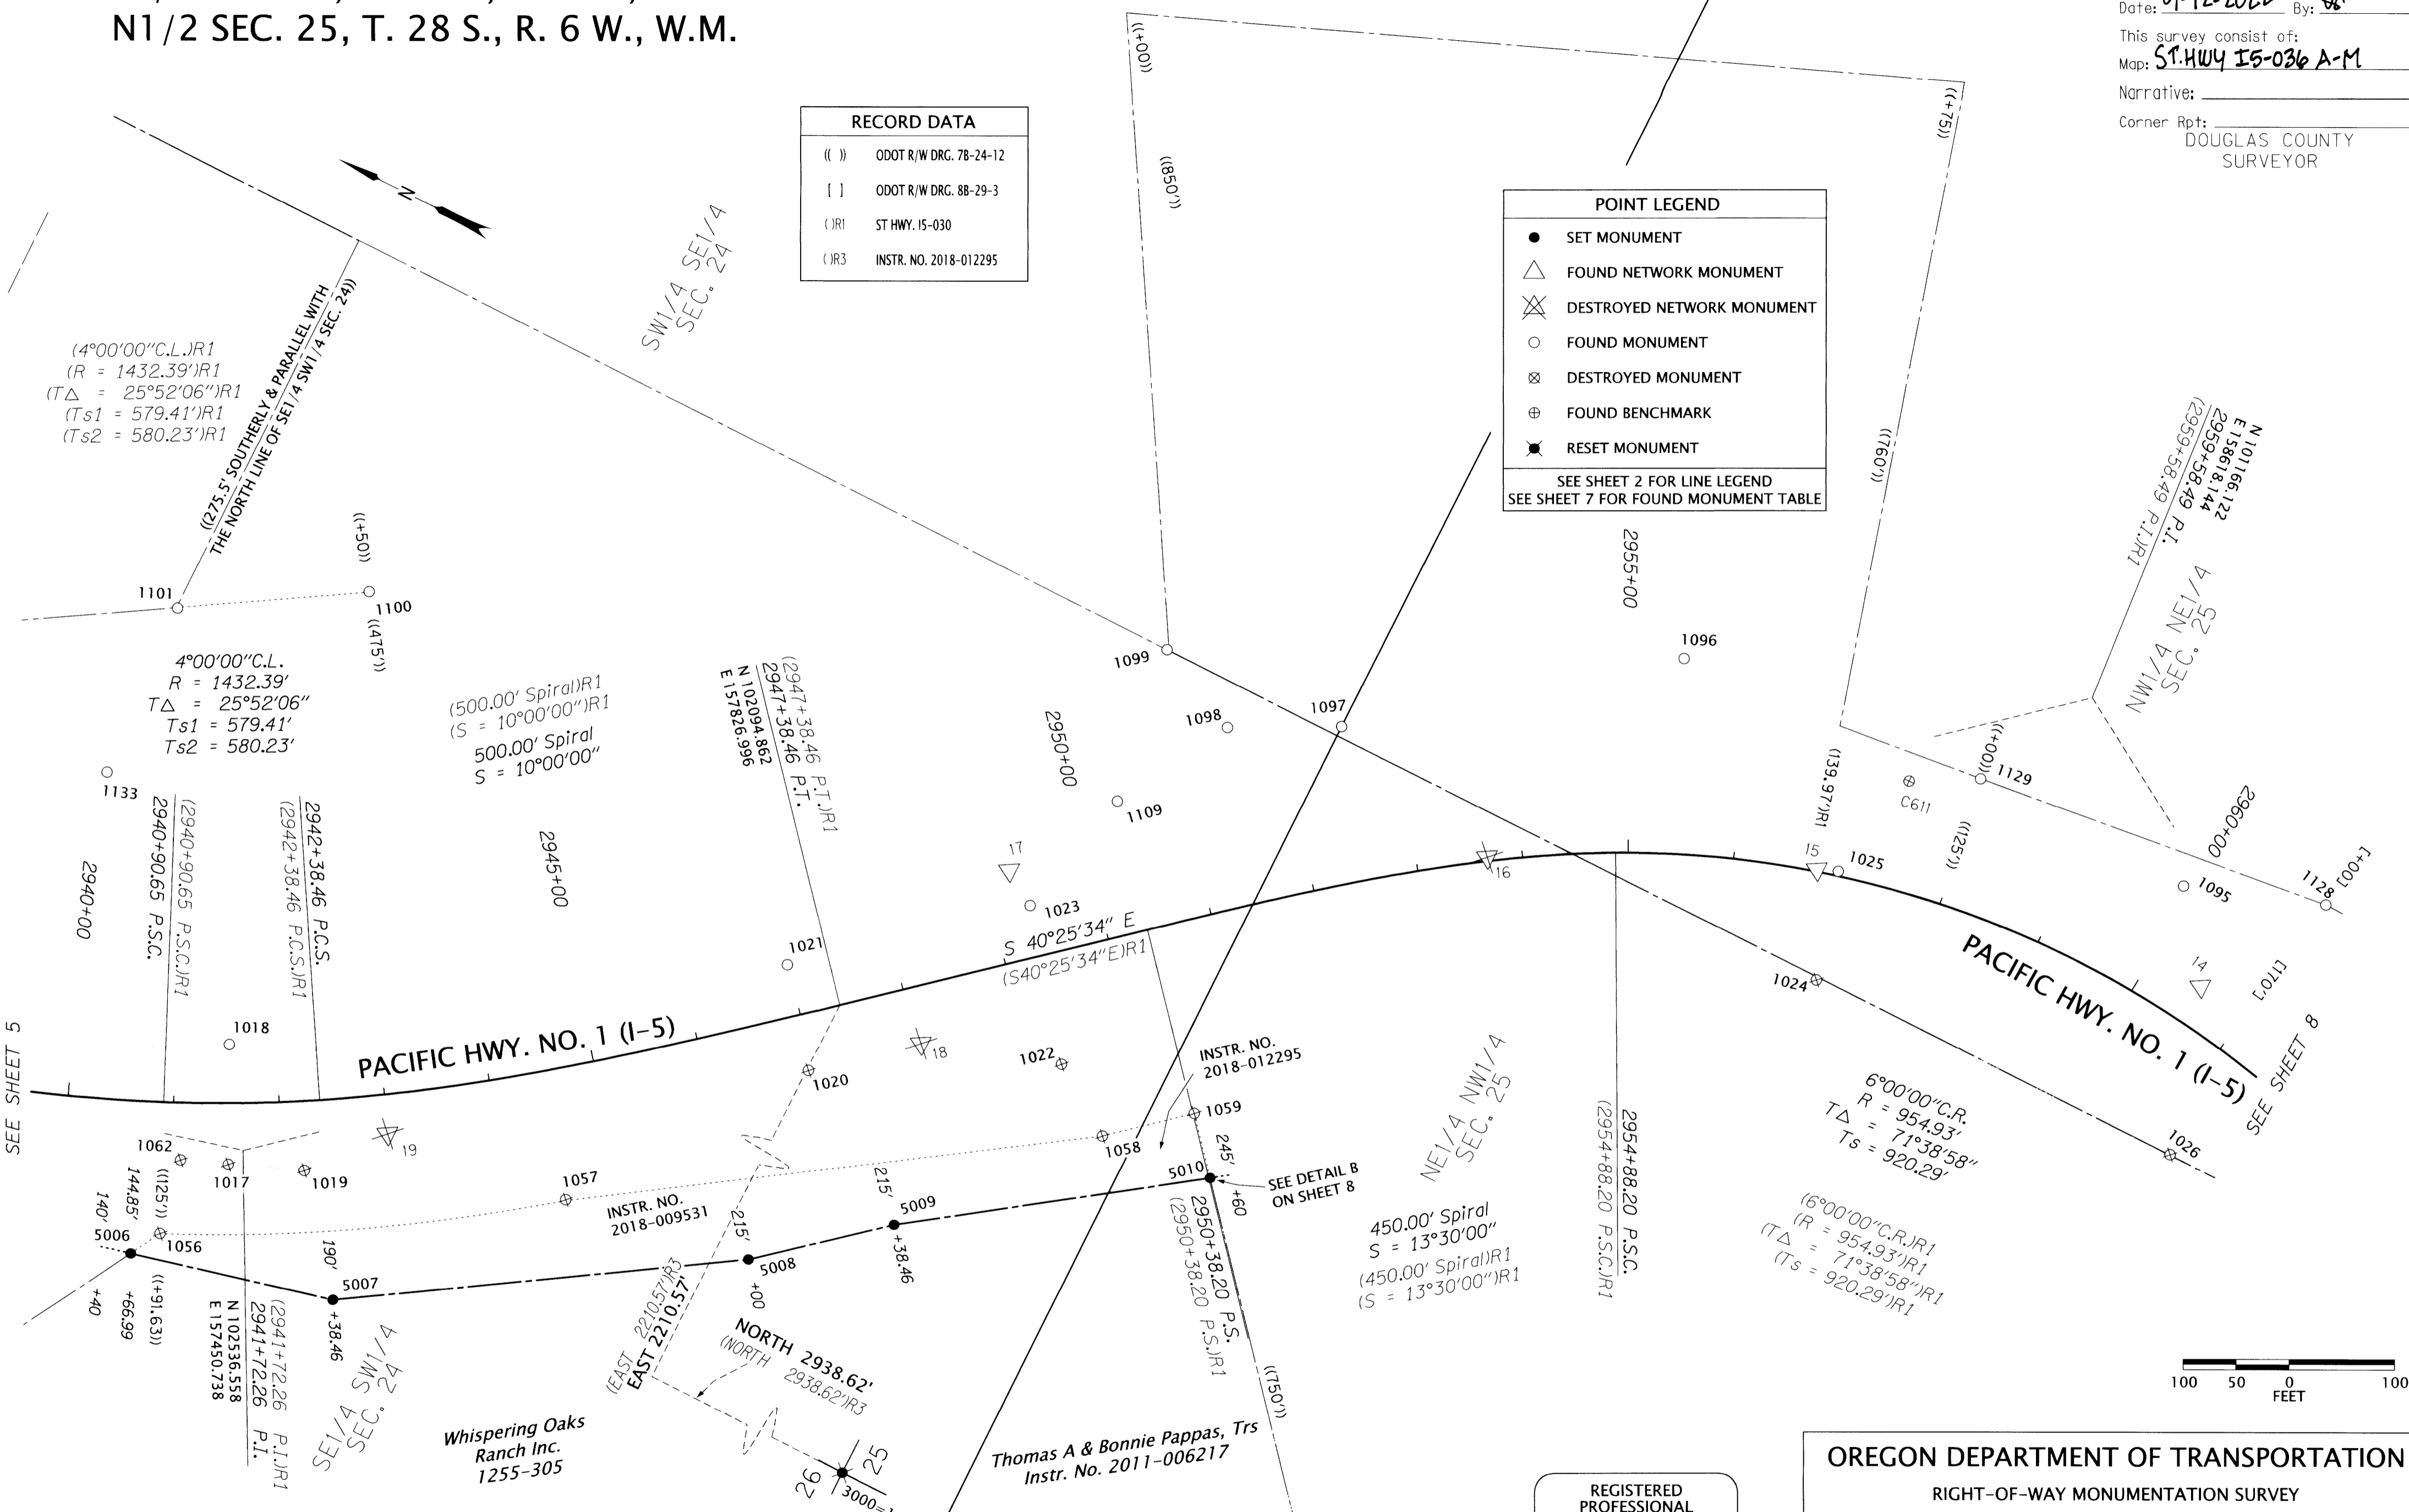 N1/2 SEC. 25, T. 28 S., R. 6 W., W.M.
Date: By:
This survey consist of:
Map: ST.HWY I5-036 A-M
Narrative:
Corner Rpt:
DOUGLAS COUNTY
SURVEYOR
RECORD DATA
(( )) ODOT R/W DRG. 7B-24-12
[ ] ODOT R/W DRG. 8B-29-3
( )R1 ST HWY. I5-030
( )R3 INSTR. NO. 2018-012295
POINT LEGEND
SET MONUMENT
FOUND NETWORK MONUMENT
DESTROYED NETWORK MONUMENT
FOUND MONUMENT
DESTROYED MONUMENT
FOUND BENCHMARK
RESET MONUMENT
SEE SHEET 2 FOR LINE LEGEND
SEE SHEET 7 FOR FOUND MONUMENT TABLE
N
((+00))
((850'))
((+75))
((760'))
SW1/4 SE1/4
SEC. 24
((275.5' SOUTHERLY & PARALLEL WITH
THE NORTH LINE OF SE1/4 SW1/4 SEC. 24))
(4°00'00"C.L.)R1
(R = 1432.39')R1
(T△ = 25°52'06")R1
(Ts1 = 579.41')R1
(Ts2 = 580.23')R1
((+50))
1101
1100
((475'))
4°00'00"C.L.
R = 1432.39'
T△ = 25°52'06"
Ts1 = 579.41'
Ts2 = 580.23'
(500.00' Spiral)R1
(S = 10°00'00")R1
500.00' Spiral
S = 10°00'00"
(2947+38.46 P.T.)R1
2947+38.46 P.T.
N 102094.862
E 157826.996
2950+00
2955+00
1099
1098
1097
1096
1109
N 101166.122
E 158618.144
2959+58.49 P.I.
(2959+58.49 P.I.)R1
NW1/4 NE1/4
SEC. 25
((+00))
1129
C611
(139.97')R1
((125'))
2960+00
1128
[+00]
1095
[170']
14
15
1025
16
17
1023
1021
1133
(2940+90.65 P.S.C.)R1
2940+90.65 P.S.C.
2942+38.46 P.C.S.
(2942+38.46 P.C.S.)R1
2940+00
2945+00
1018
S 40°25'34" E
(S40°25'34"E)R1
PACIFIC HWY. NO. 1 (I-5)
PACIFIC HWY. NO. 1 (I-5)
SEE SHEET 5
SEE SHEET 8
1024
1026
18
1020
1022
INSTR. NO.
2018-012295
1059
1058
245'
+60
5010
SEE DETAIL B
ON SHEET 8
NE1/4 NW1/4
SEC. 25
2954+88.20 P.S.C.
(2954+88.20 P.S.C.)R1
6°00'00"C.R.
R = 954.93'
T△ = 71°38'58"
Ts = 920.29'
(6°00'00"C.R.)R1
(R = 954.93')R1
(T△ = 71°38'58")R1
(Ts = 920.29')R1
450.00' Spiral
S = 13°30'00"
(450.00' Spiral)R1
(S = 13°30'00")R1
2950+38.20 P.S.
(2950+38.20 P.S.)R1
((750'))
19
1062
1017
1019
1057
INSTR. NO.
2018-009531
215'
5009
+38.46
215'
5008
+00
((125'))
144.85'
140'
5006
1056
190'
5007
+38.46
+40
+66.99
((+91.63))
(2941+72.26 P.I.)R1
2941+72.26 P.I.
N 102536.558
E 157450.738
SE1/4 SW1/4
SEC. 24
(EAST 2210.57')R3
EAST 2210.57'
NORTH 2938.62'
(NORTH 2938.62')R3
Whispering Oaks
Ranch Inc.
1255-305
Thomas A & Bonnie Pappas, Trs
Instr. No. 2011-006217
26
25
100 50 0 100
FEET
REGISTERED
PROFESSIONAL
OREGON DEPARTMENT OF TRANSPORTATION
RIGHT-OF-WAY MONUMENTATION SURVEY